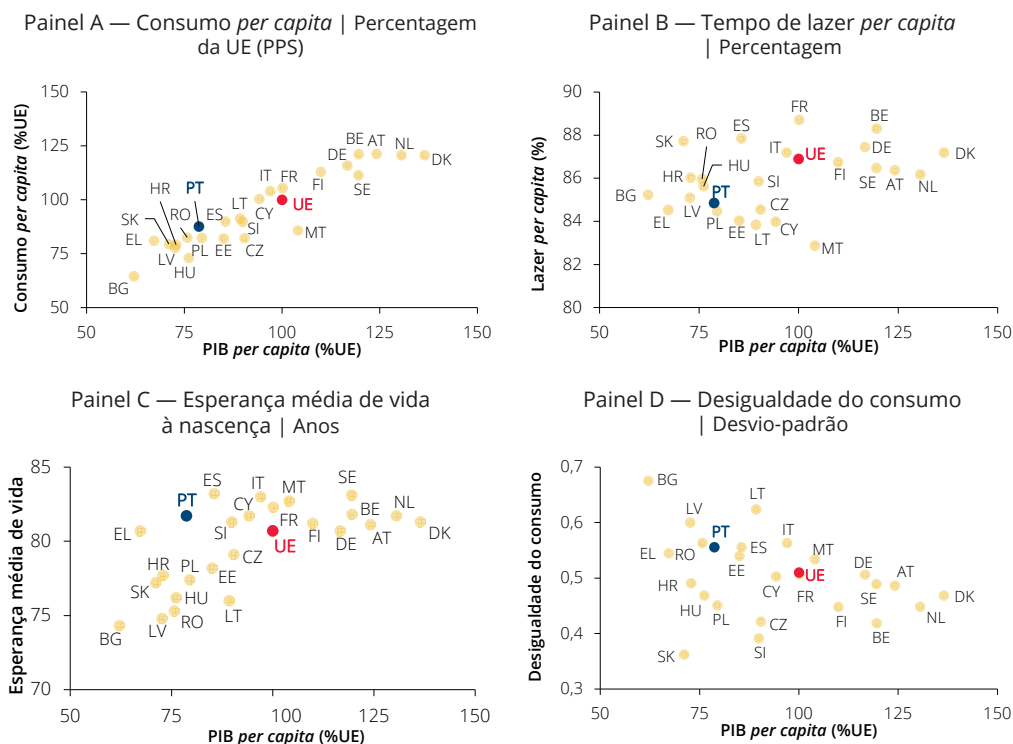 Painel A — Consumo per capita | Percentagem
da UE (PPS)
150
100
50
Consumo per capita (%UE)
BE AT NL
DE
DK
FI
SE
IT FR
UE
MT
HR PT
SK RO ES LT CY
EL
SI
LV PL EE CZ
HU
BG
50 75 100 125 150
PIB per capita (%UE)
Painel B — Tempo de lazer per capita
| Percentagem
90
88
86
84
82
80
Lazer per capita (%)
FR
BE
ES
SK RO
IT DE
HU UE DK
HR
SI FI
SE AT NL
BG PT
EL LV PL CZ
EE LT CY
MT
50 75 100 125 150
PIB per capita (%UE)
Painel C — Esperança média de vida
à nascença | Anos
85
80
75
70
Esperança média de vida
ES IT MT SE
PT CY BE NL
EL SI FR FI DE AT DK
UE
CZ
HR PL EE
SK HU
LT
BG LV RO
50 75 100 125 150
PIB per capita (%UE)
Painel D — Desigualdade do consumo
| Desvio-padrão
0,7
0,6
0,5
0,4
0,3
Desigualdade do consumo
BG
LV LT
PT IT
EL RO ES MT
EE DE
UE
HR CY FR SE AT
HU DK
PL FI NL
CZ BE
SK SI
50 75 100 125 150
PIB per capita (%UE)